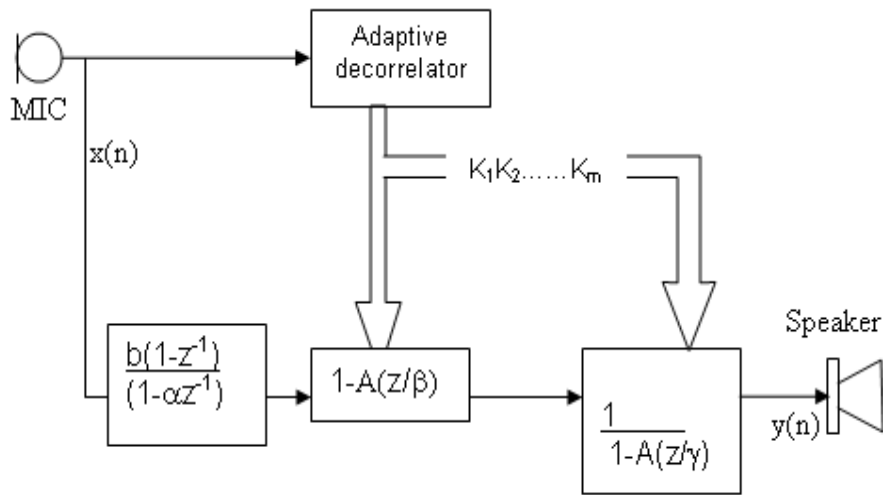 Adaptive
decorrelator
MIC
x(n)
K₁K₂......Kₘ
Speaker
b(1-z⁻¹)
(1-αz⁻¹)
1-A(z/β)
1
1-A(z/γ)
y(n)